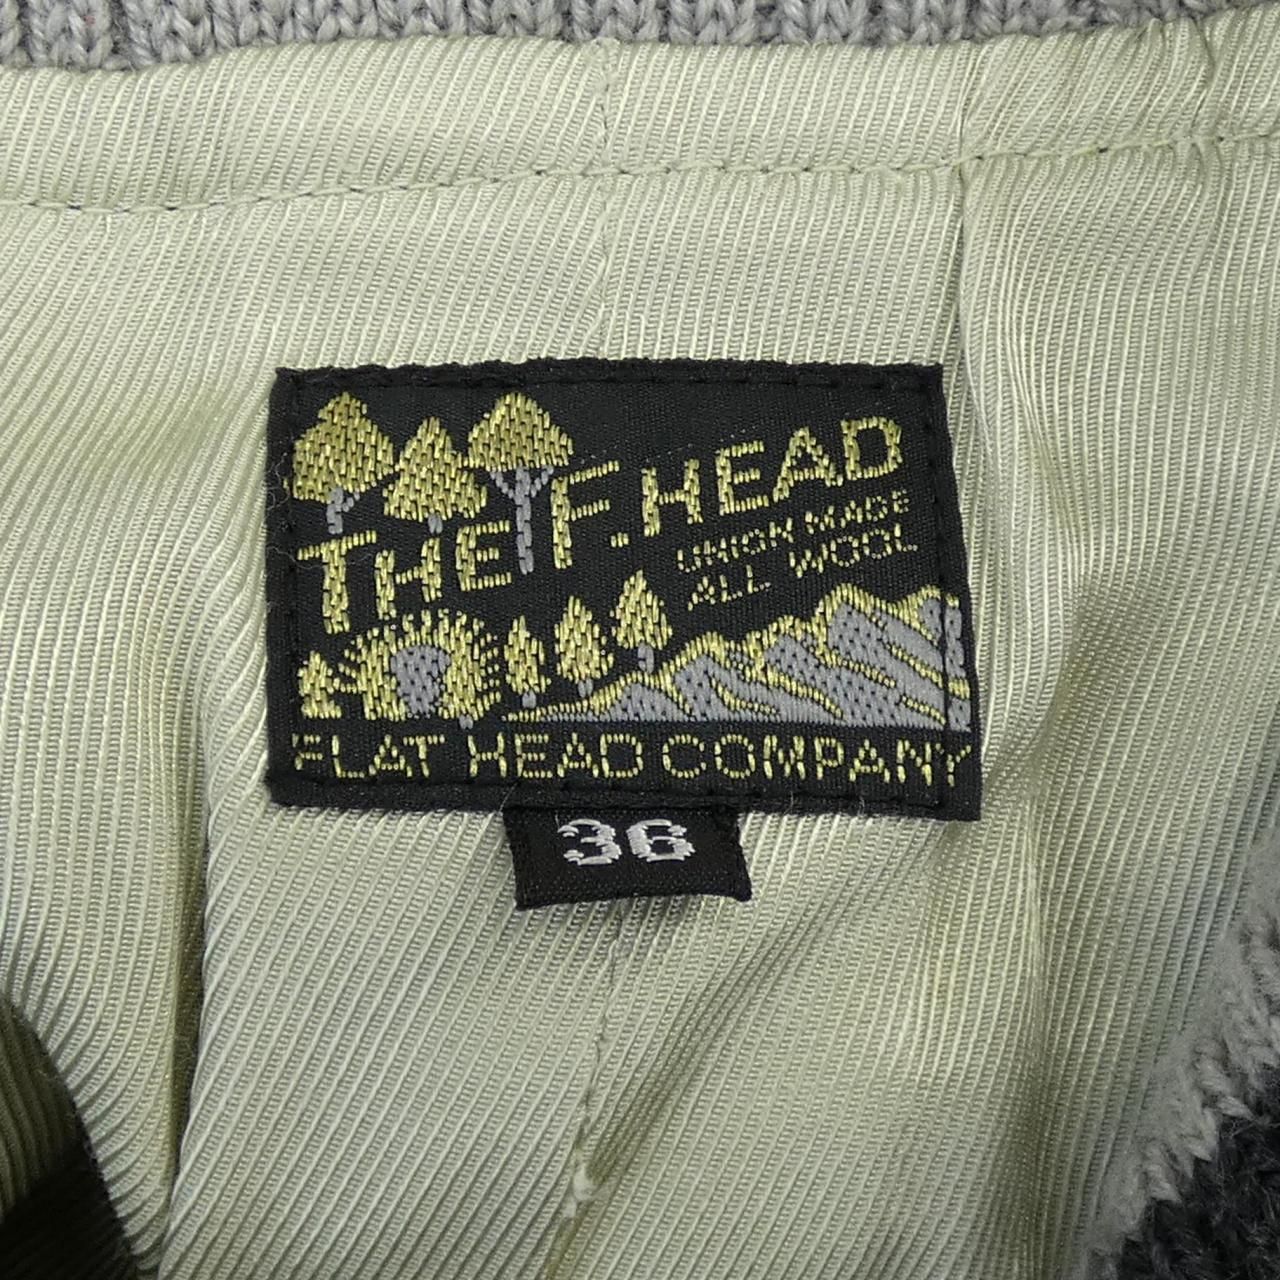 THE F.HEAD
UNION MADE
ALL WOOL
FLAT HEAD COMPANY
36